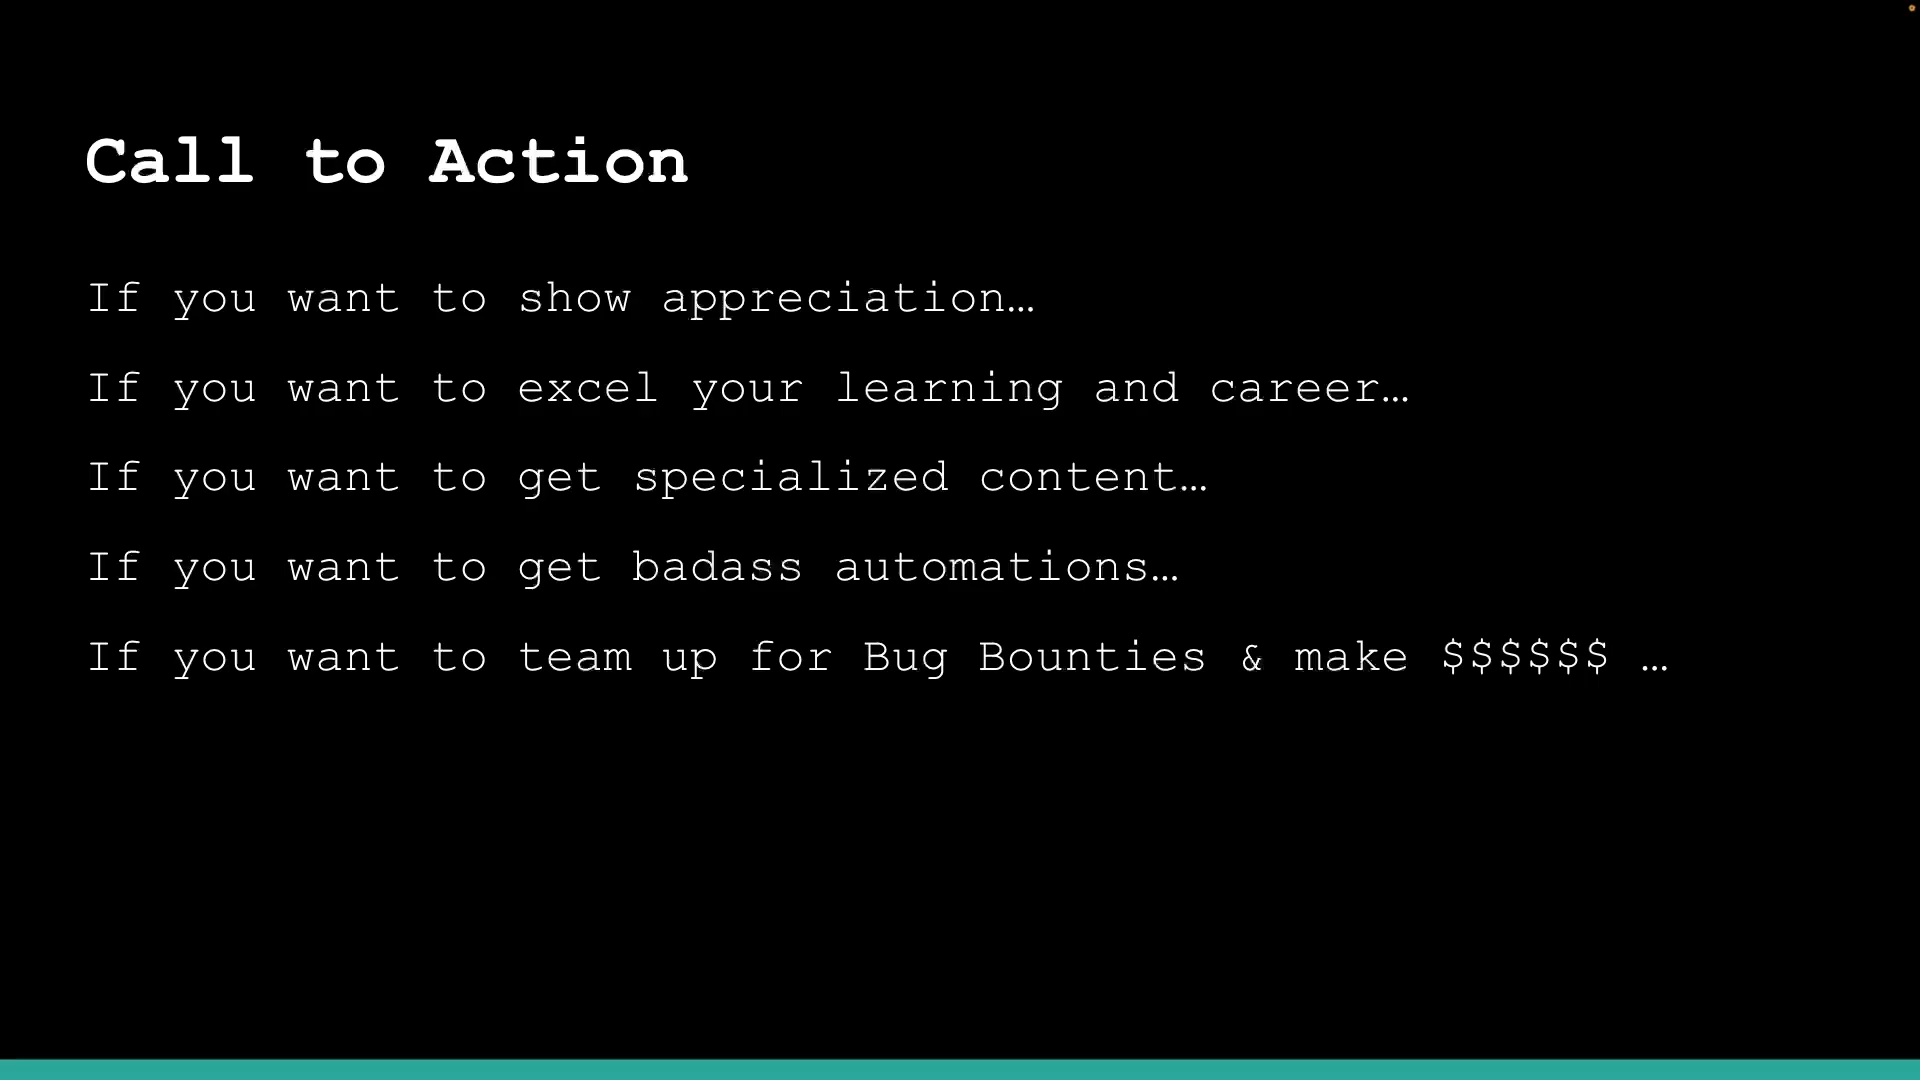 Call to Action
If you want to show appreciation…
If you want to excel your learning and career…
If you want to get specialized content…
If you want to get badass automations…
If you want to team up for Bug Bounties & make $$$$$$ …